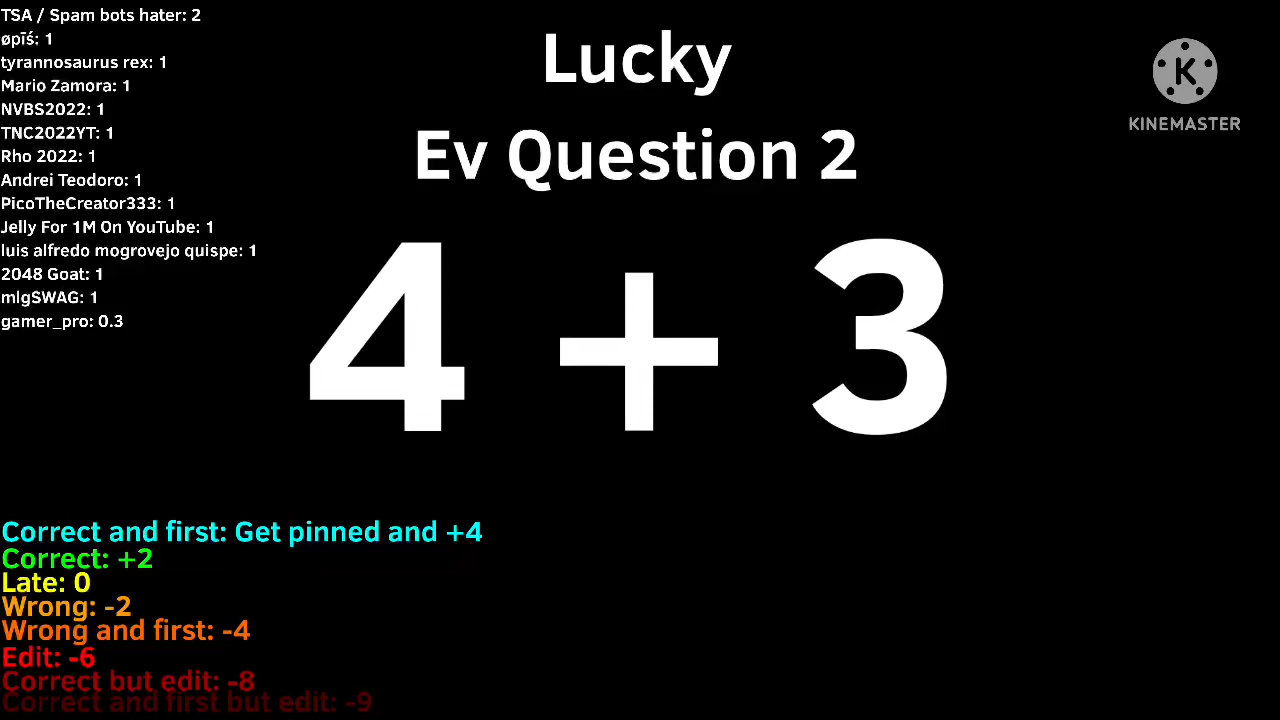 TSA / Spam bots hater: 2
øpīś: 1
tyrannosaurus rex: 1
Mario Zamora: 1
NVBS2022: 1
TNC2022YT: 1
Rho 2022: 1
Andrei Teodoro: 1
PicoTheCreator333: 1
Jelly For 1M On YouTube: 1
luis alfredo mogrovejo quispe: 1
2048 Goat: 1
mlgSWAG: 1
gamer_pro: 0.3
Lucky
Ev Question 2
4 + 3
K
KINEMASTER
Correct and first: Get pinned and +4
Correct: +2
Late: 0
Wrong: -2
Wrong and first: -4
Edit: -6
Correct but edit: -8
Correct and first but edit: -9